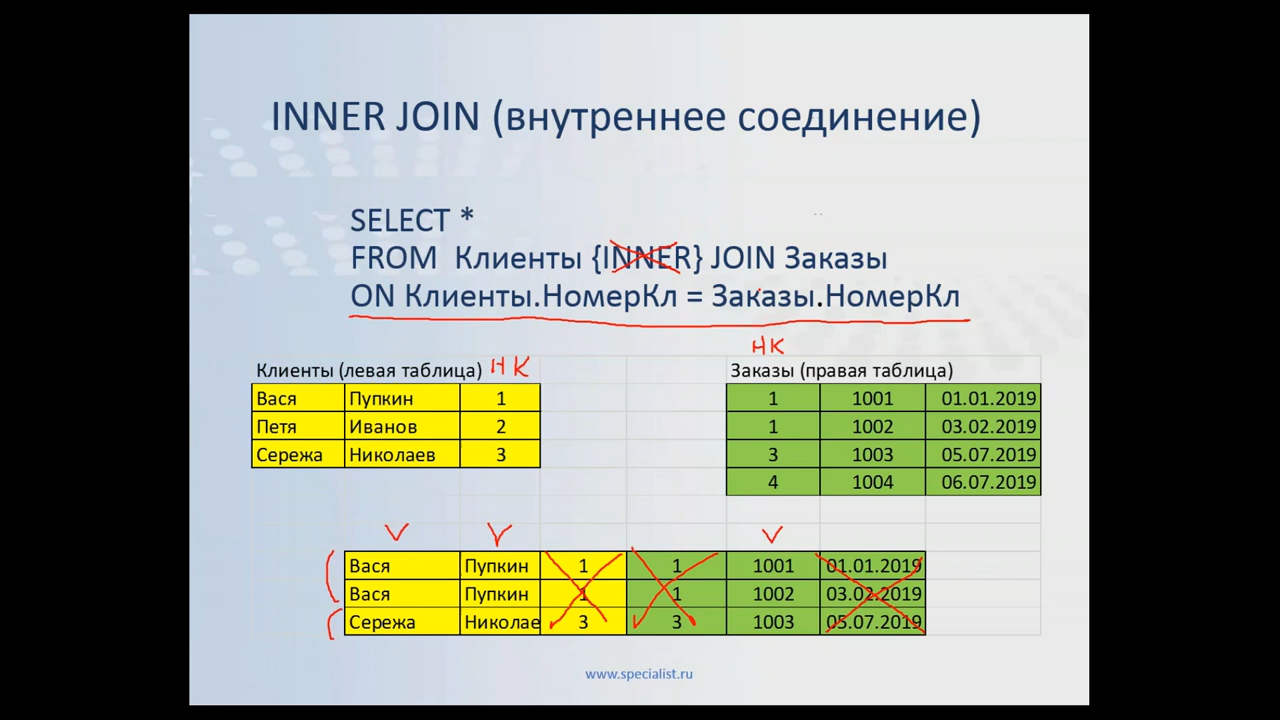 INNER JOIN (внутреннее соединение)
SELECT *
FROM Клиенты {INNER} JOIN Заказы
ON Клиенты.НомерКл = Заказы.НомерКл
НК
Клиенты (левая таблица) НК Заказы (правая таблица)
Вася Пупкин 1 1 1001 01.01.2019
Петя Иванов 2 1 1002 03.02.2019
Сережа Николаев 3 3 1003 05.07.2019
4 1004 06.07.2019
Вася Пупкин 1 1 1001 01.01.2019
Вася Пупкин 1 1 1002 03.02.2019
Сережа Николае 3 3 1003 05.07.2019
www.specialist.ru